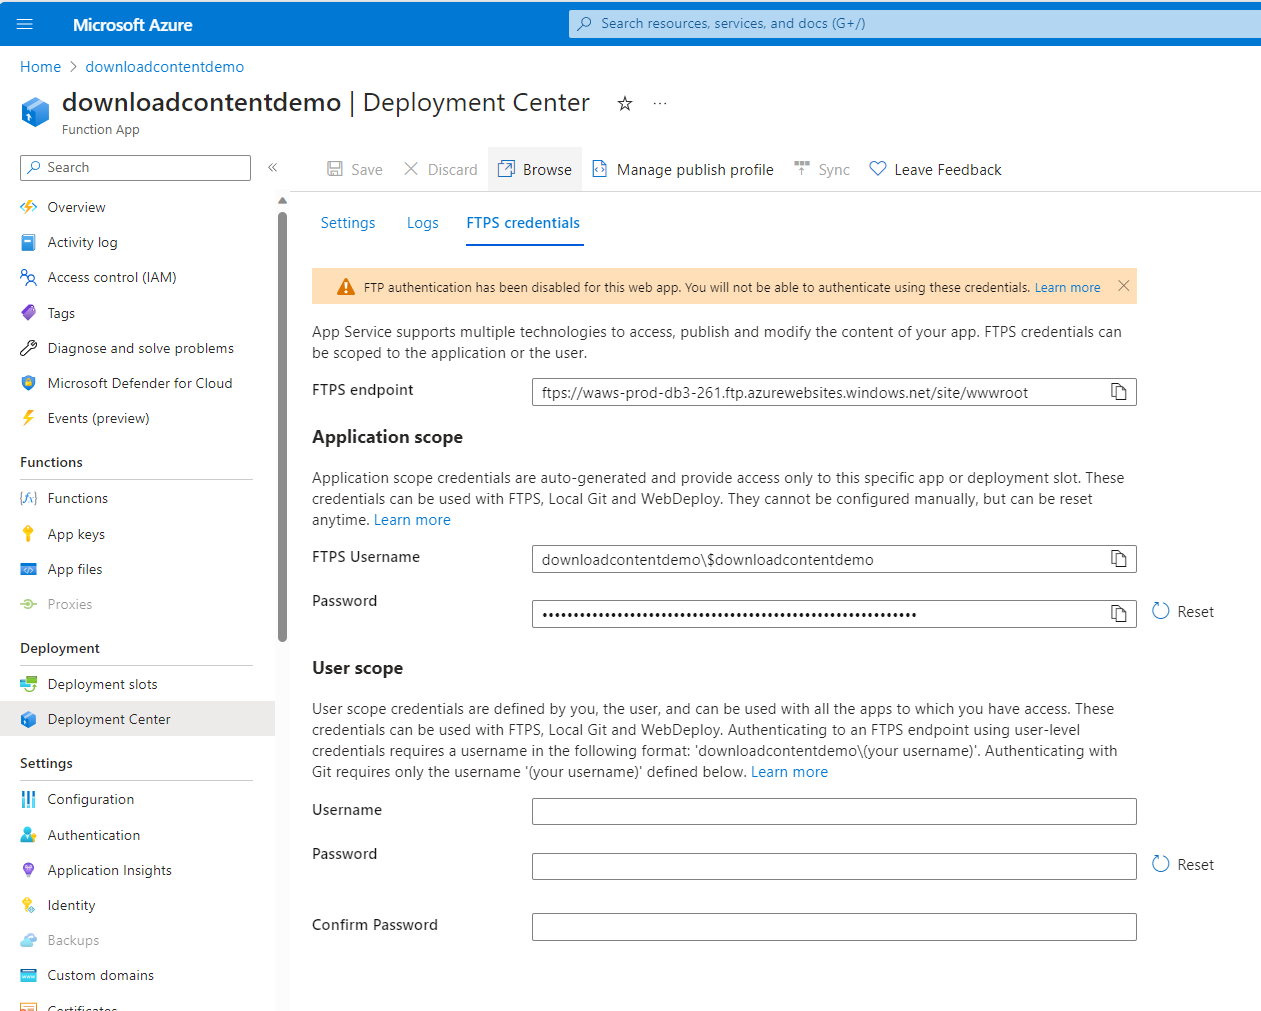 Microsoft Azure
Search resources, services, and docs (G+/)
Home > downloadcontentdemo
downloadcontentdemo | Deployment Center
Function App
Search
Overview
Activity log
Access control (IAM)
Tags
Diagnose and solve problems
Microsoft Defender for Cloud
Events (preview)
Functions
Functions
App keys
App files
Proxies
Deployment
Deployment slots
Deployment Center
Settings
Configuration
Authentication
Application Insights
Identity
Backups
Custom domains
Certificates
Save Discard Browse Manage publish profile Sync Leave Feedback
Settings Logs FTPS credentials
FTP authentication has been disabled for this web app. You will not be able to authenticate using these credentials. Learn more
App Service supports multiple technologies to access, publish and modify the content of your app. FTPS credentials can
be scoped to the application or the user.
FTPS endpoint
ftps://waws-prod-db3-261.ftp.azurewebsites.windows.net/site/wwwroot
Application scope
Application scope credentials are auto-generated and provide access only to this specific app or deployment slot. These
credentials can be used with FTPS, Local Git and WebDeploy. They cannot be configured manually, but can be reset
anytime. Learn more
FTPS Username
downloadcontentdemo\$downloadcontentdemo
Password
Reset
User scope
User scope credentials are defined by you, the user, and can be used with all the apps to which you have access. These
credentials can be used with FTPS, Local Git and WebDeploy. Authenticating to an FTPS endpoint using user-level
credentials requires a username in the following format: 'downloadcontentdemo\(your username)'. Authenticating with
Git requires only the username '(your username)' defined below. Learn more
Username
Password
Reset
Confirm Password